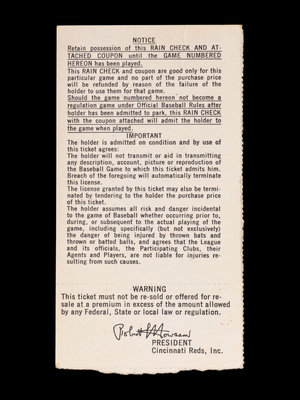 NOTICE
Retain possession of this RAIN CHECK AND AT-
TACHED COUPON until the GAME NUMBERED
HEREON has been played.
This RAIN CHECK and coupon are good only for this
particular game and no part of the purchase price
will be refunded by reason of the failure of the
holder to use them for that game.
Should the game numbered hereon not become a
regulation game under Official Baseball Rules after
holder has been admitted to park, this RAIN CHECK
with the coupon attached will admit the holder to
the game when played.
IMPORTANT
The holder is admitted on condition and by use of
this ticket agrees:
The holder will not transmit or aid in transmitting
any description, account, picture or reproduction of
the Baseball Game to which this ticket admits him.
Breach of the foregoing will automatically terminate
this license.
The license granted by this ticket may also be termi-
nated by tendering to the holder the purchase price
of this ticket.
The holder assumes all risk and danger incidental
to the game of Baseball whether occurring prior to,
during, or subsequent to the actual playing of the
game, including specifically (but not exclusively)
the danger of being injured by thrown bats and
thrown or batted balls, and agrees that the League
and its officials, the Participating Clubs, their
Agents and Players, are not liable for injuries re-
sulting from such causes.
WARNING
This ticket must not be re-sold or offered for re-
sale at a premium in excess of the amount allowed
by any Federal, State or local law or regulation.
Robert L Howsam
PRESIDENT
Cincinnati Reds, Inc.